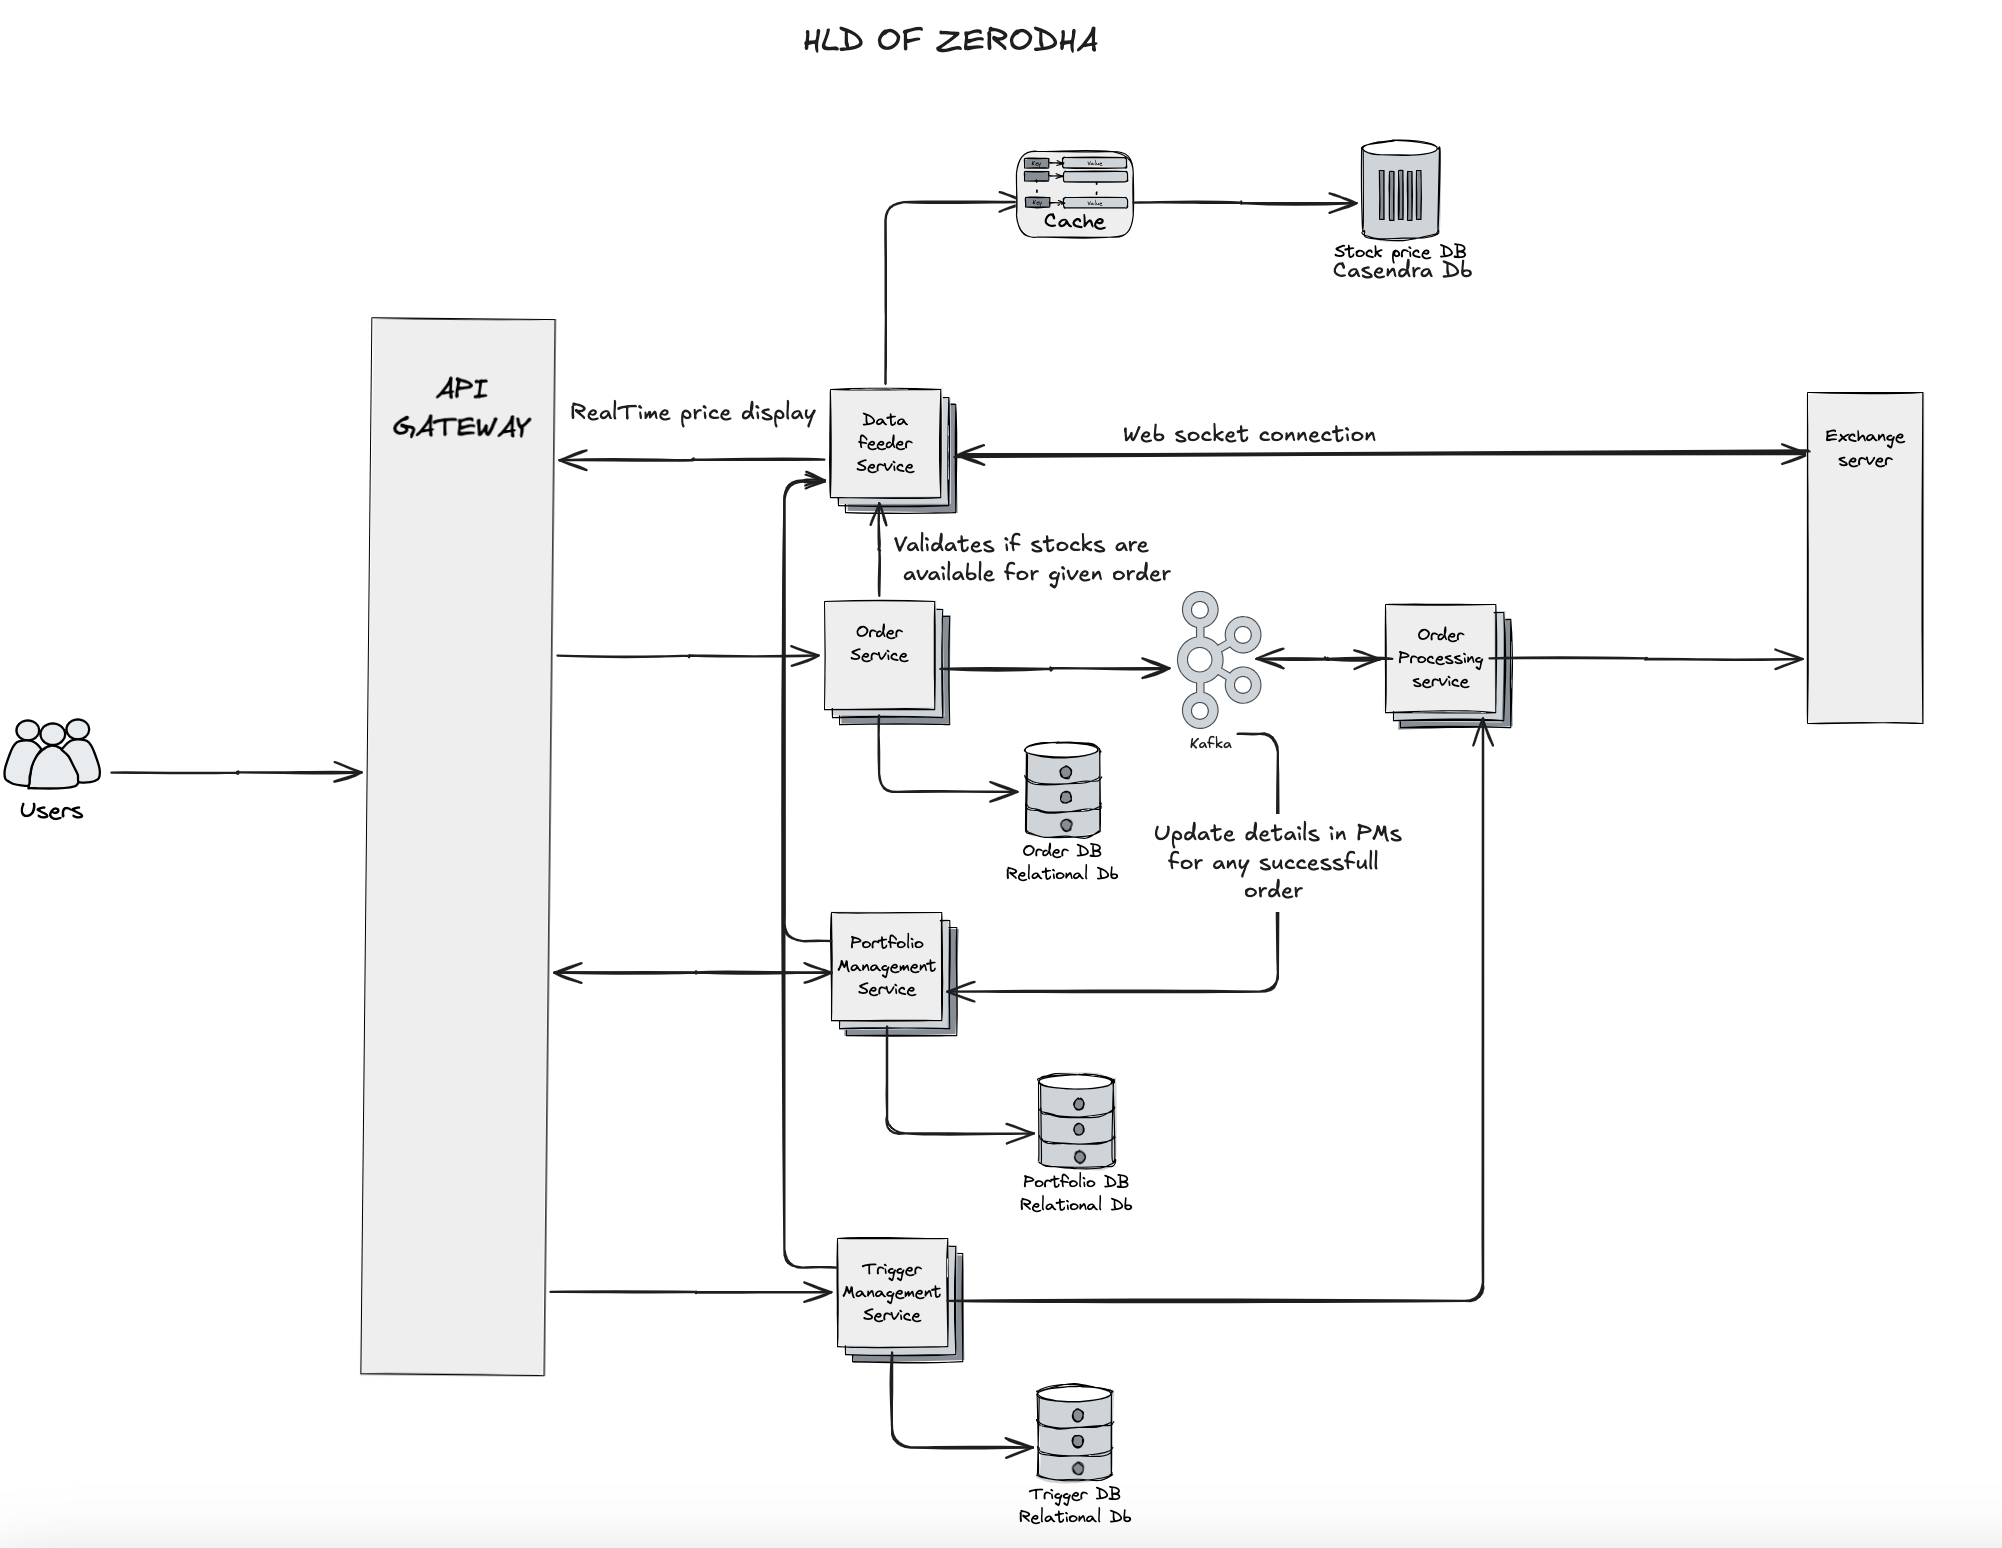 HLD OF ZERODHA
Key
Value
Key
Value
Cache
Stock price DB
Casendra Db
API
GATEWAY
RealTime price display
Data
feeder
Service
Web socket connection
Exchange
server
Validates if stocks are
available for given order
Order
Service
Order
Processing
service
Kafka
Users
Order DB
Relational Db
Update details in PMs
for any successfull
order
Portfolio
Management
Service
Portfolio DB
Relational Db
Trigger
Management
Service
Trigger DB
Relational Db